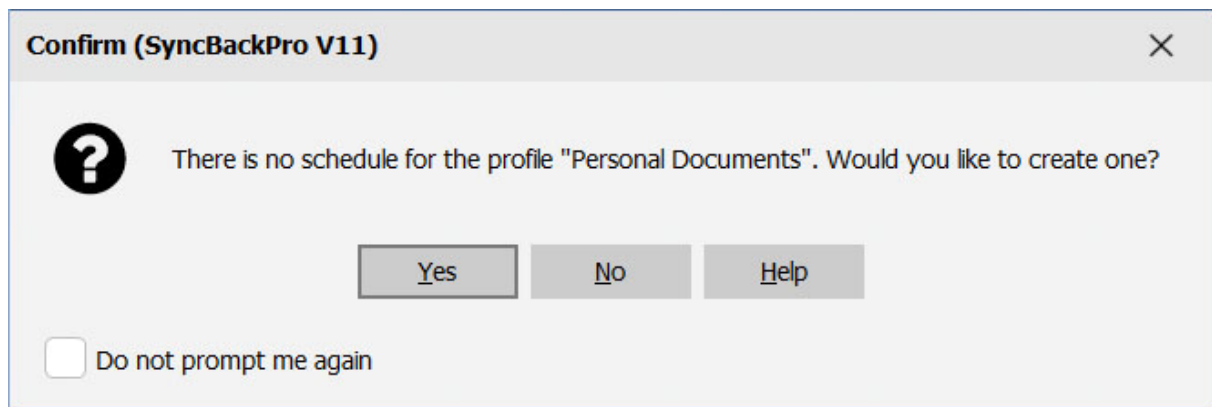 Confirm (SyncBackPro V11)
There is no schedule for the profile "Personal Documents". Would you like to create one?
Yes
No
Help
Do not prompt me again